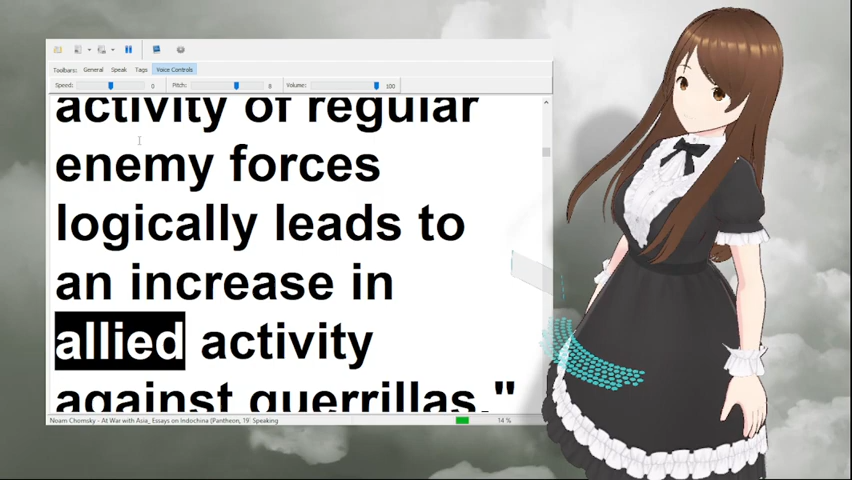 Toolbars: General Speak Tags Voice Controls
Speed: 0 Pitch: 8 Volume: 100
activity of regular
enemy forces
logically leads to
an increase in
allied activity
against guerrillas."
Noam Chomsky - At War with Asia_ Essays on Indochina (Pantheon, 19 Speaking 14 %